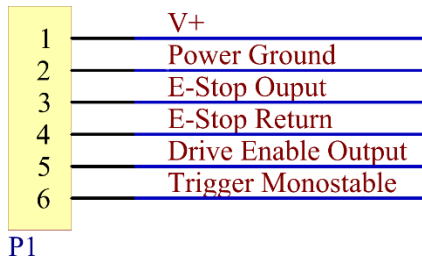 V+
1
Power Ground
2
E-Stop Ouput
3
E-Stop Return
4
Drive Enable Output
5
Trigger Monostable
6
P1